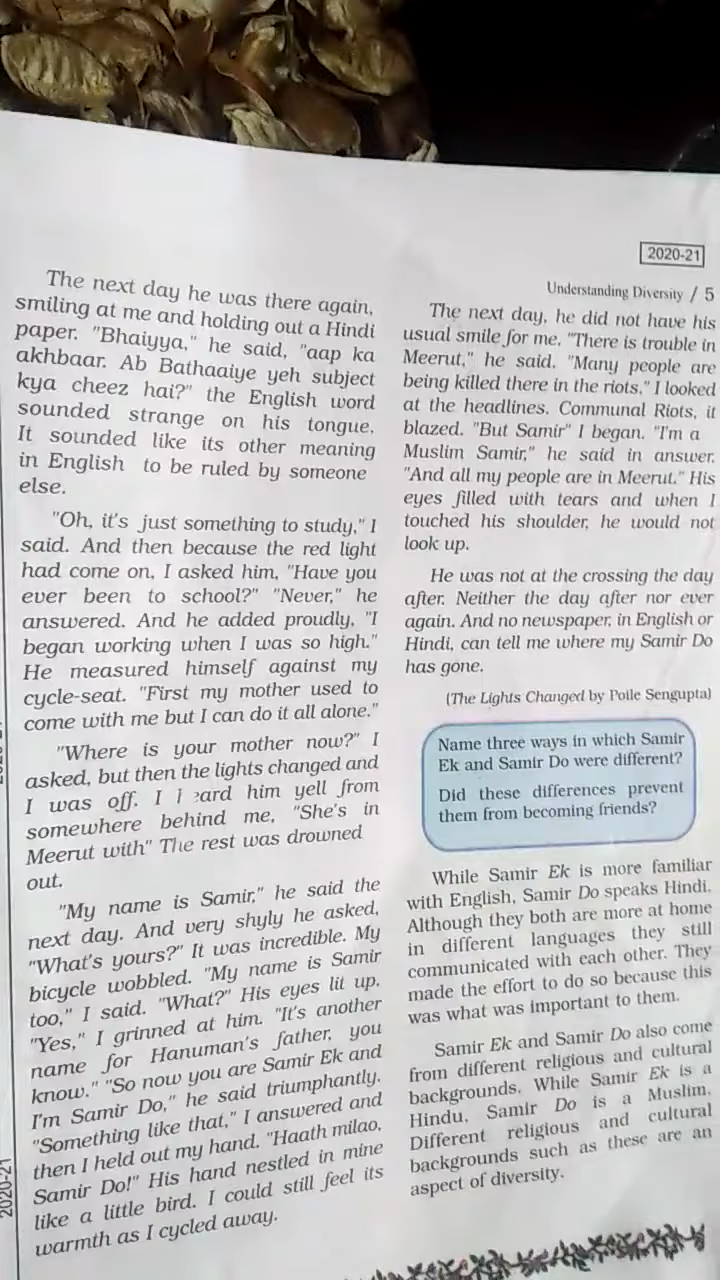 2020-21
Understanding Diversity / 5
The next day he was there again,
smiling at me and holding out a Hindi
paper. "Bhaiyya," he said, "aap ka
akhbaar. Ab Bathaaiye yeh subject
kya cheez hai?" the English word
sounded strange on his tongue.
It sounded like its other meaning
in English to be ruled by someone
else.
"Oh, it's just something to study," I
said. And then because the red light
had come on, I asked him, "Have you
ever been to school?" "Never," he
answered. And he added proudly, "I
began working when I was so high."
He measured himself against my
cycle-seat. "First my mother used to
come with me but I can do it all alone."
"Where is your mother now?" I
asked, but then the lights changed and
I was off. I heard him yell from
somewhere behind me, "She's in
Meerut with" The rest was drowned
out.
"My name is Samir," he said the
next day. And very shyly he asked,
"What's yours?" It was incredible. My
bicycle wobbled. "My name is Samir
too," I said. "What?" His eyes lit up.
"Yes," I grinned at him. "It's another
name for Hanuman's father, you
know." "So now you are Samir Ek and
I'm Samir Do," he said triumphantly.
"Something like that," I answered and
then I held out my hand. "Haath milao,
Samir Do!" His hand nestled in mine
like a little bird. I could still feel its
warmth as I cycled away.
The next day, he did not have his
usual smile for me. "There is trouble in
Meerut," he said. "Many people are
being killed there in the riots." I looked
at the headlines. Communal Riots, it
blazed. "But Samir" I began. "I'm a
Muslim Samir," he said in answer.
"And all my people are in Meerut." His
eyes filled with tears and when I
touched his shoulder, he would not
look up.
He was not at the crossing the day
after. Neither the day after nor ever
again. And no newspaper, in English or
Hindi, can tell me where my Samir Do
has gone.
(The Lights Changed by Poile Sengupta)
Name three ways in which Samir
Ek and Samir Do were different?
Did these differences prevent
them from becoming friends?
While Samir Ek is more familiar
with English, Samir Do speaks Hindi.
Although they both are more at home
in different languages they still
communicated with each other. They
made the effort to do so because this
was what was important to them.
Samir Ek and Samir Do also come
from different religious and cultural
backgrounds. While Samir Ek is a
Hindu, Samir Do is a Muslim.
Different religious and cultural
backgrounds such as these are an
aspect of diversity.
2020-21